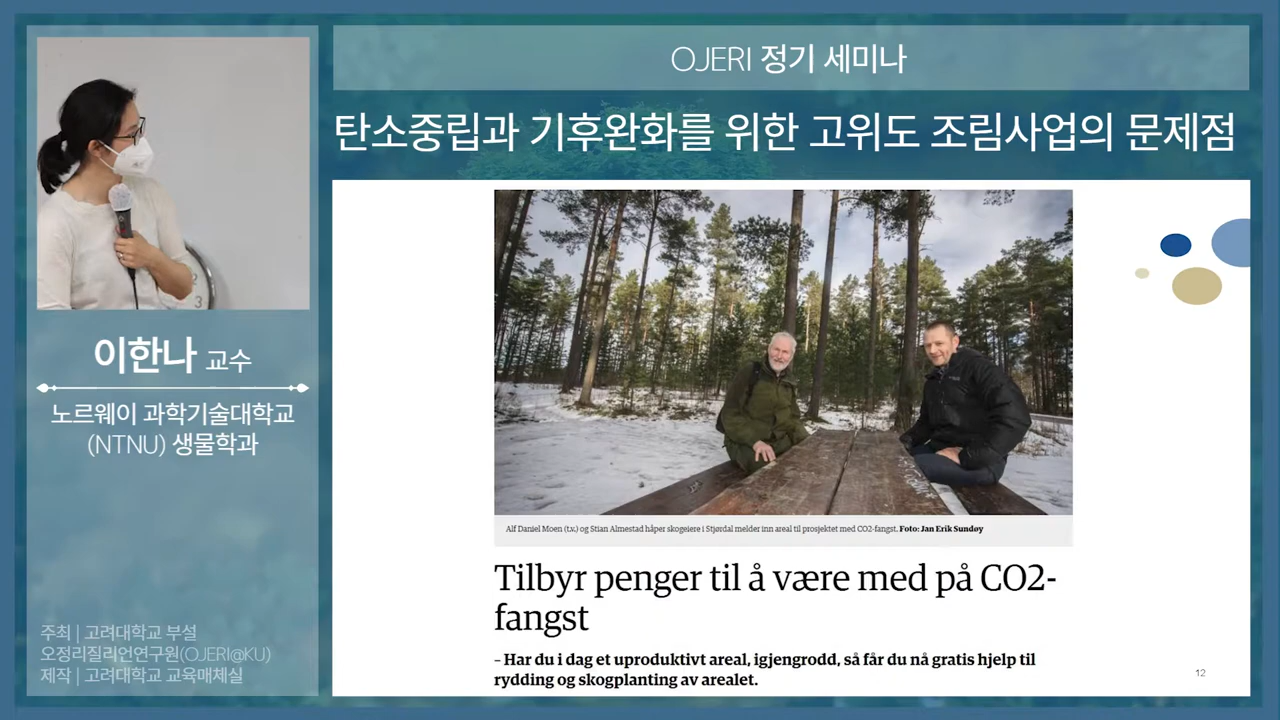 OJERI 정기 세미나
탄소중립과 기후완화를 위한 고위도 조림사업의 문제점
3
이한나 교수
노르웨이 과학기술대학교
(NTNU) 생물학과
주최 | 고려대학교 부설
오정리질리언연구원(OJERI@KU)
제작 | 고려대학교 교육매체실
Alf Daniel Moen (t.v.) og Stian Almestad håper skogeiere i Stjørdal melder inn areal til prosjektet med CO2-fangst. Foto: Jan Erik Sundøy
Tilbyr penger til å være med på CO2-
fangst
– Har du i dag et uproduktivt areal, igjengrodd, så får du nå gratis hjelp til
rydding og skogplanting av arealet.
12